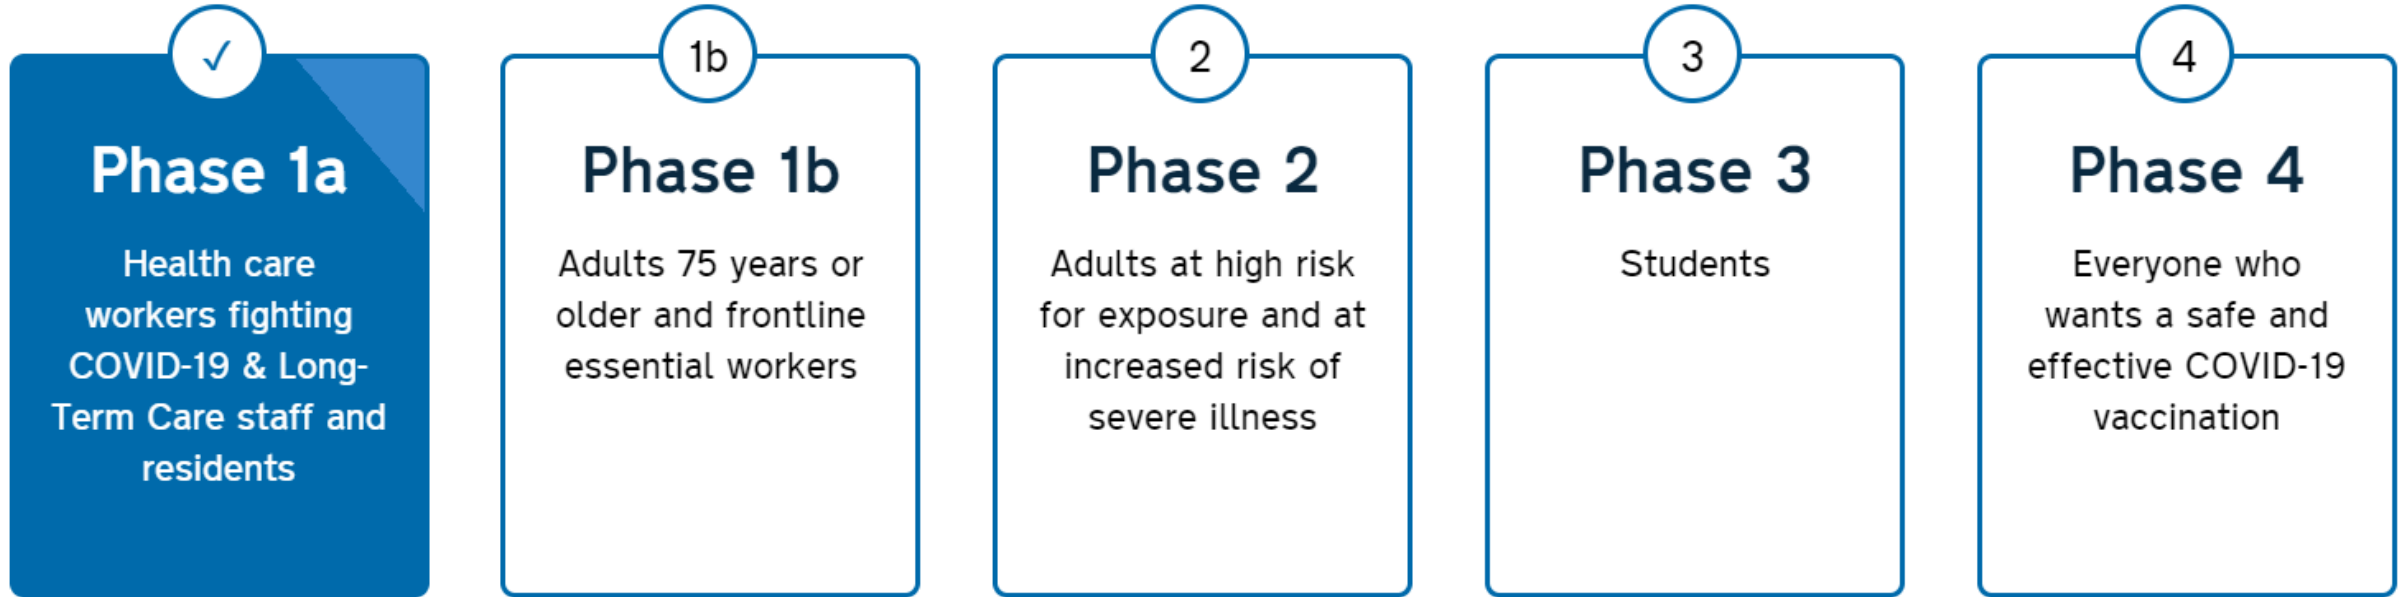 ✓
Phase 1a
Health care
workers fighting
COVID-19 & Long-
Term Care staff and
residents
1b
Phase 1b
Adults 75 years or
older and frontline
essential workers
2
Phase 2
Adults at high risk
for exposure and at
increased risk of
severe illness
3
Phase 3
Students
4
Phase 4
Everyone who
wants a safe and
effective COVID-19
vaccination